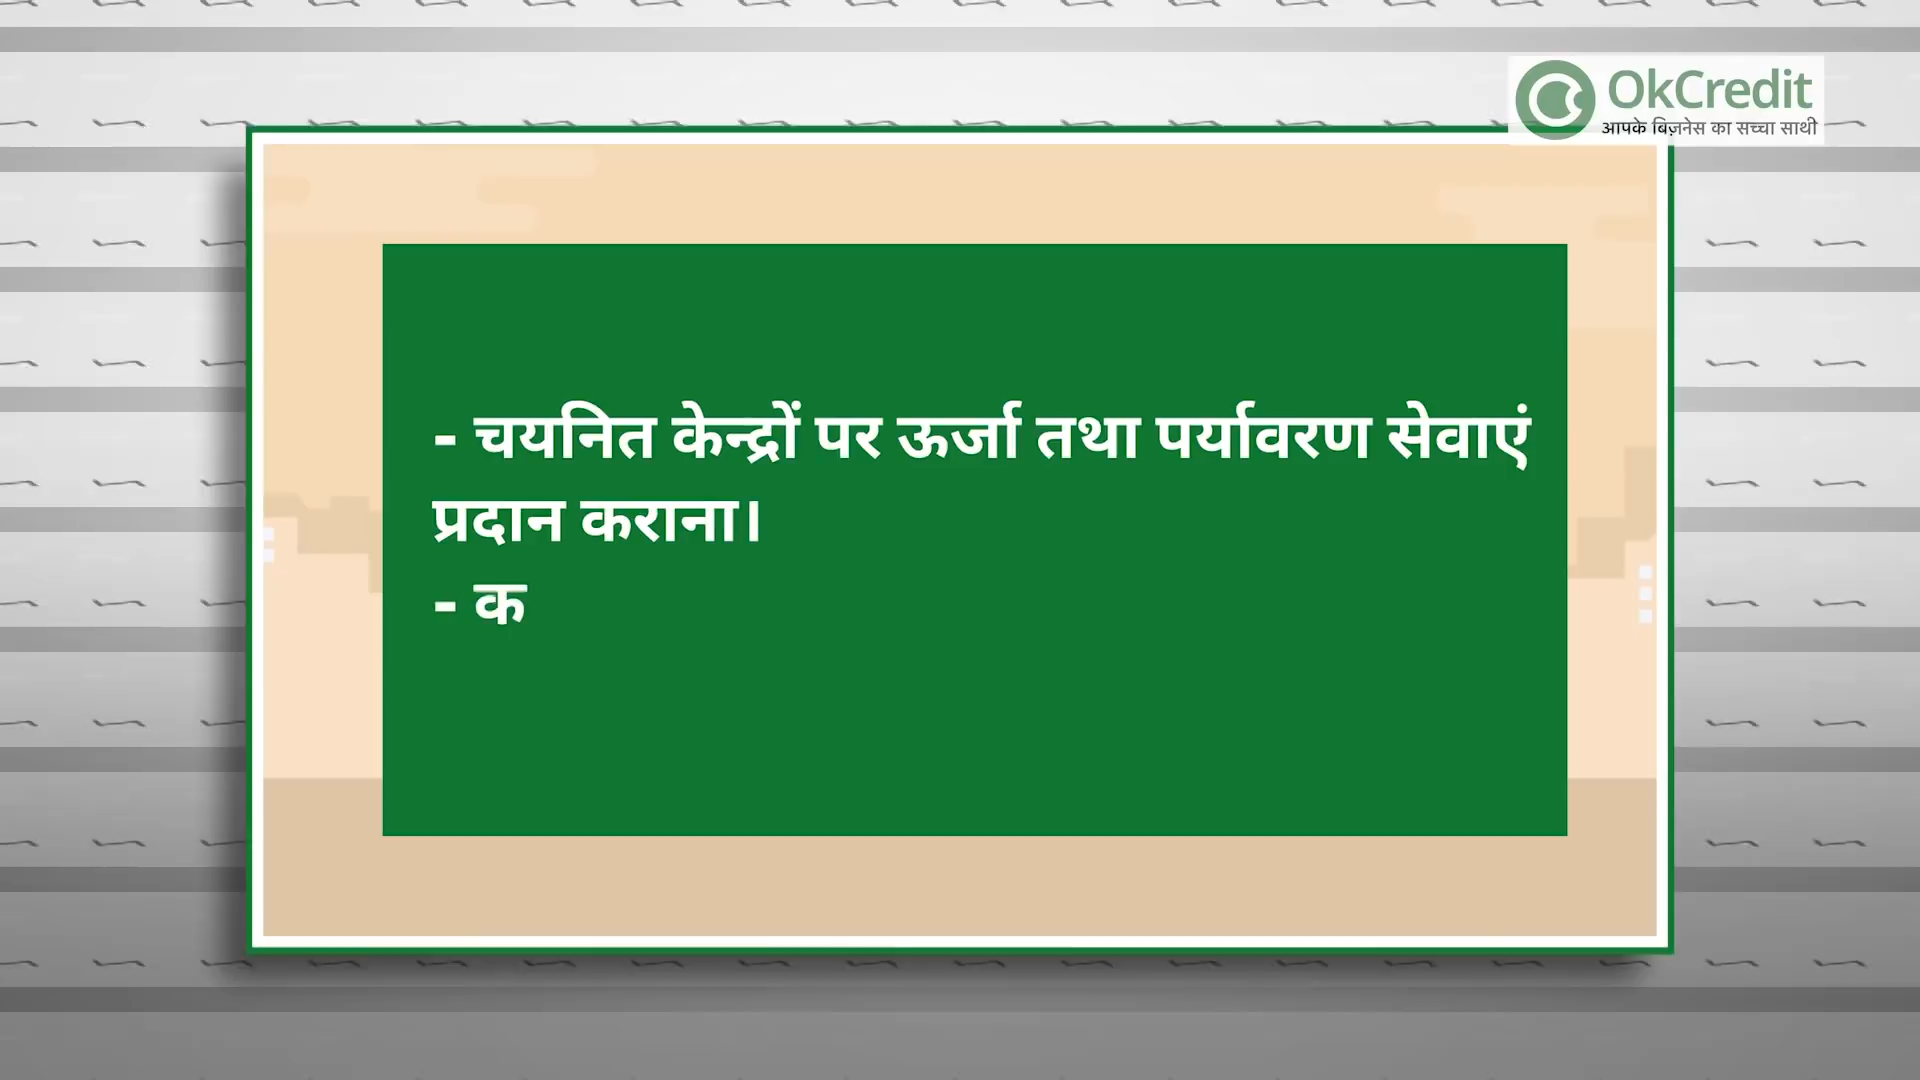 OkCredit
आपके बिज़नेस का सच्चा साथी
- चयनित केन्द्रों पर ऊर्जा तथा पर्यावरण सेवाएं
प्रदान कराना।
- क